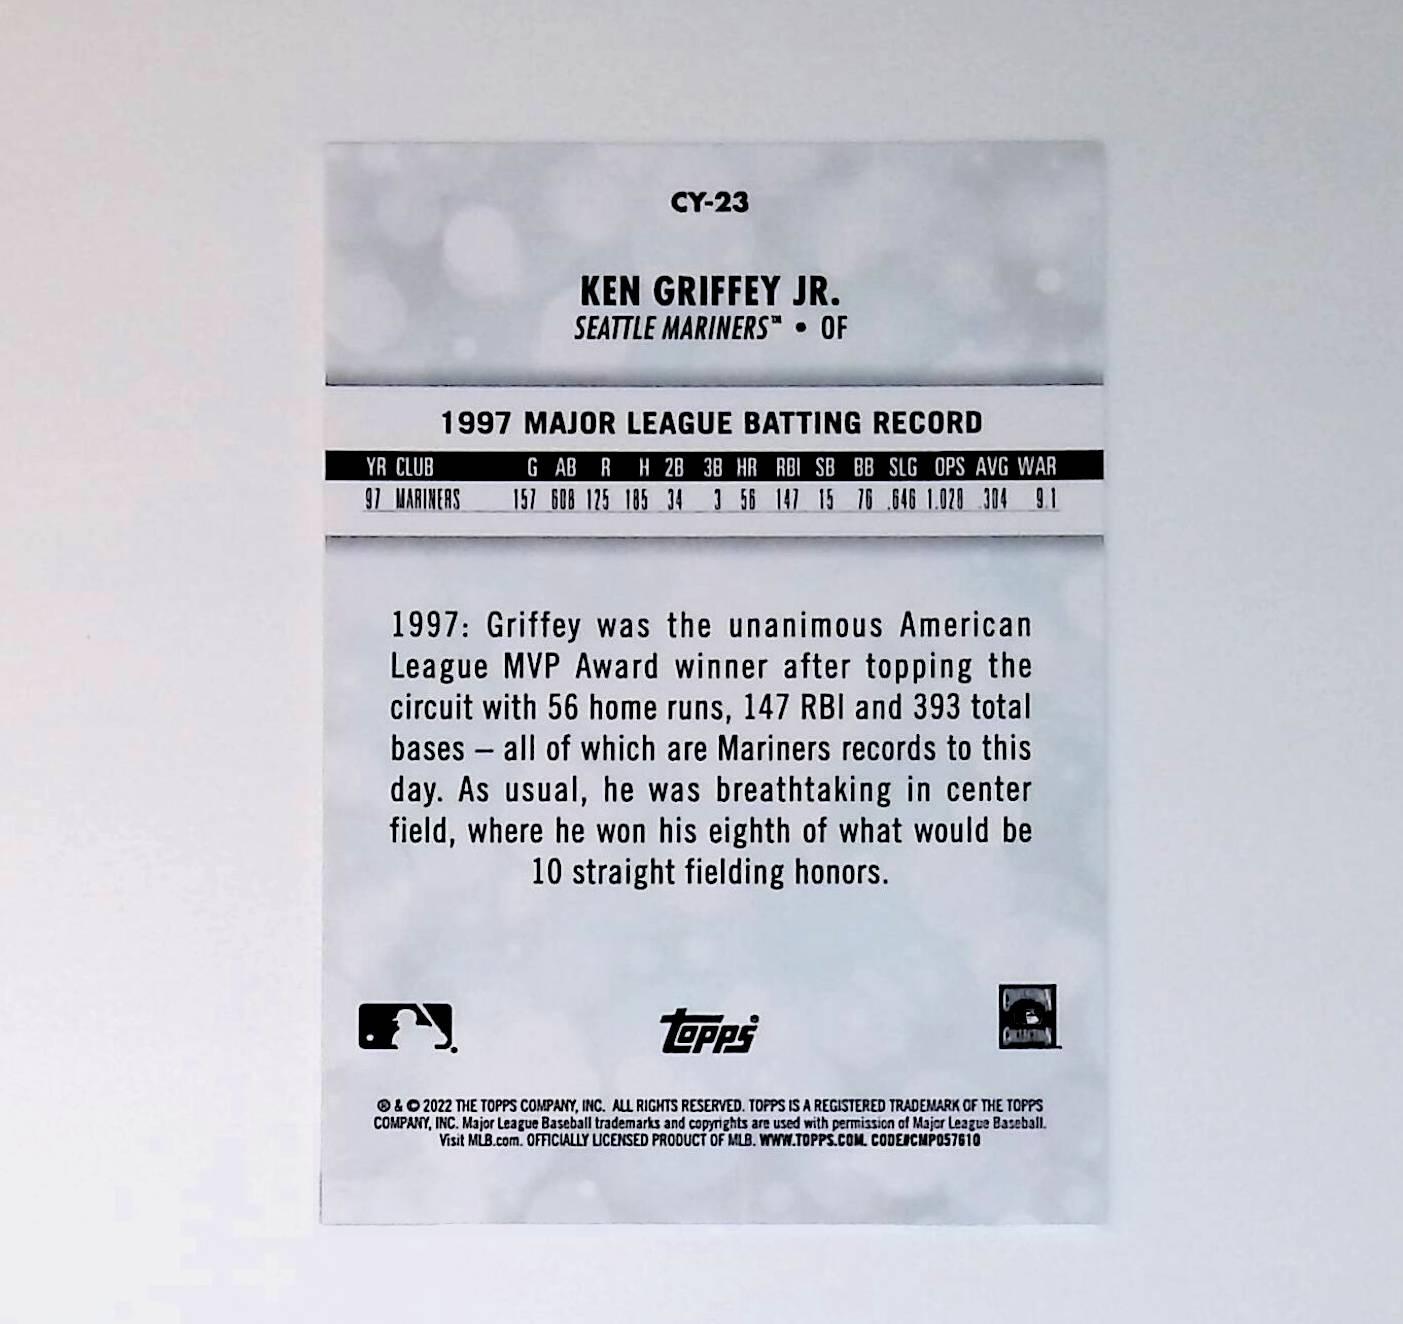 CY-23
KEN GRIFFEY JR.
SEATTLE MARINERS™ • OF
1997 MAJOR LEAGUE BATTING RECORD
YR CLUB G AB R H 2B 3B HR RBI SB BB SLG OPS AVG WAR
97 MARINERS 157 608 125 185 34 3 56 147 15 76 .646 1.028 .304 9.1
1997: Griffey was the unanimous American
League MVP Award winner after topping the
circuit with 56 home runs, 147 RBI and 393 total
bases – all of which are Mariners records to this
day. As usual, he was breathtaking in center
field, where he won his eighth of what would be
10 straight fielding honors.
topps®
COOPERSTOWN
COLLECTION
® & © 2022 THE TOPPS COMPANY, INC. ALL RIGHTS RESERVED. TOPPS IS A REGISTERED TRADEMARK OF THE TOPPS
COMPANY, INC. Major League Baseball trademarks and copyrights are used with permission of Major League Baseball.
Visit MLB.com. OFFICIALLY LICENSED PRODUCT OF MLB. WWW.TOPPS.COM. CODE#CMP057610